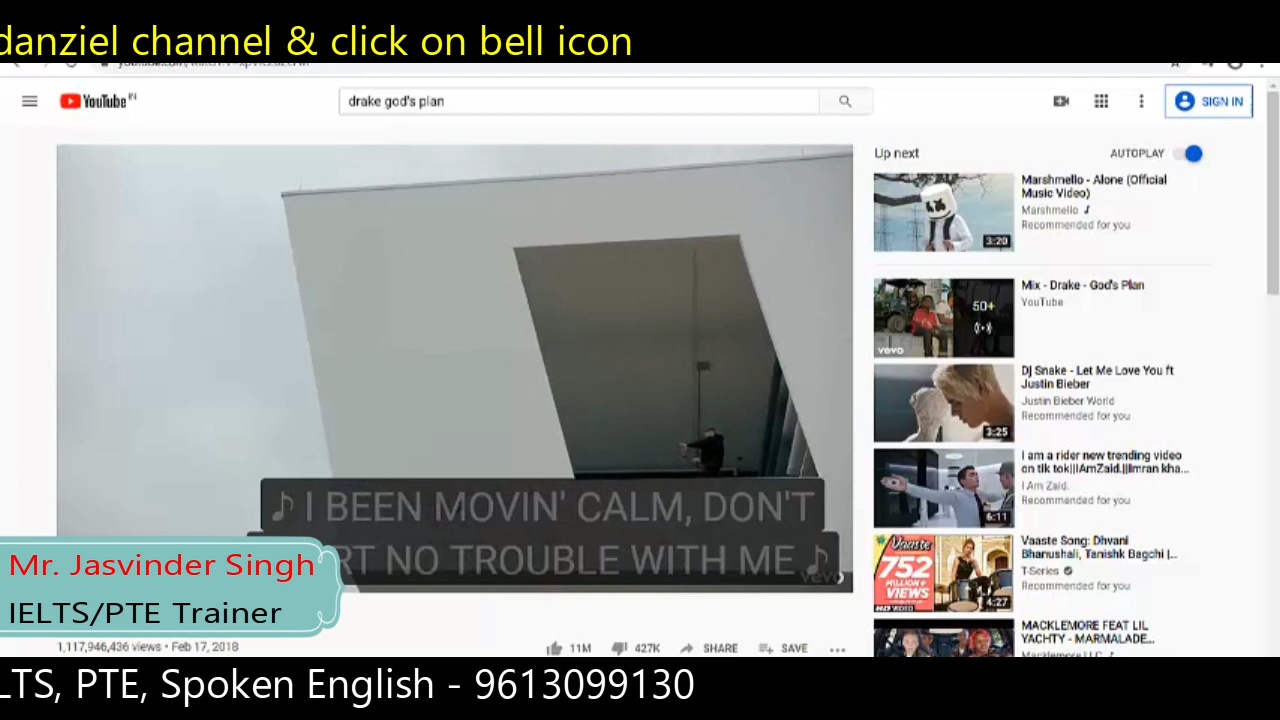 danziel channel & click on bell icon
YouTube IN
drake god's plan
SIGN IN
Up next
AUTOPLAY
Marshmello - Alone (Official
Music Video)
Marshmello
Recommended for you
3:20
Mix - Drake - God's Plan
YouTube
50+
vevo
Dj Snake - Let Me Love You ft
Justin Bieber
Justin Bieber World
Recommended for you
3:25
I am a rider new trending video
on tik tok||IAmZaid.||Imran kha...
I Am Zaid.
Recommended for you
6:11
Vaaste Song: Dhvani
Bhanushali, Tanishk Bagchi |...
T-Series
Recommended for you
Vaaste
752
MILLION+
VIEWS
HD VIDEO
4:27
MACKLEMORE FEAT LIL
YACHTY - MARMALADE...
Macklemore LLC
♪ I BEEN MOVIN' CALM, DON'T
RT NO TROUBLE WITH ME ♪
vevo
Mr. Jasvinder Singh
IELTS/PTE Trainer
1,117,946,436 views • Feb 17, 2018
11M
427K
SHARE
SAVE
LTS, PTE, Spoken English - 9613099130